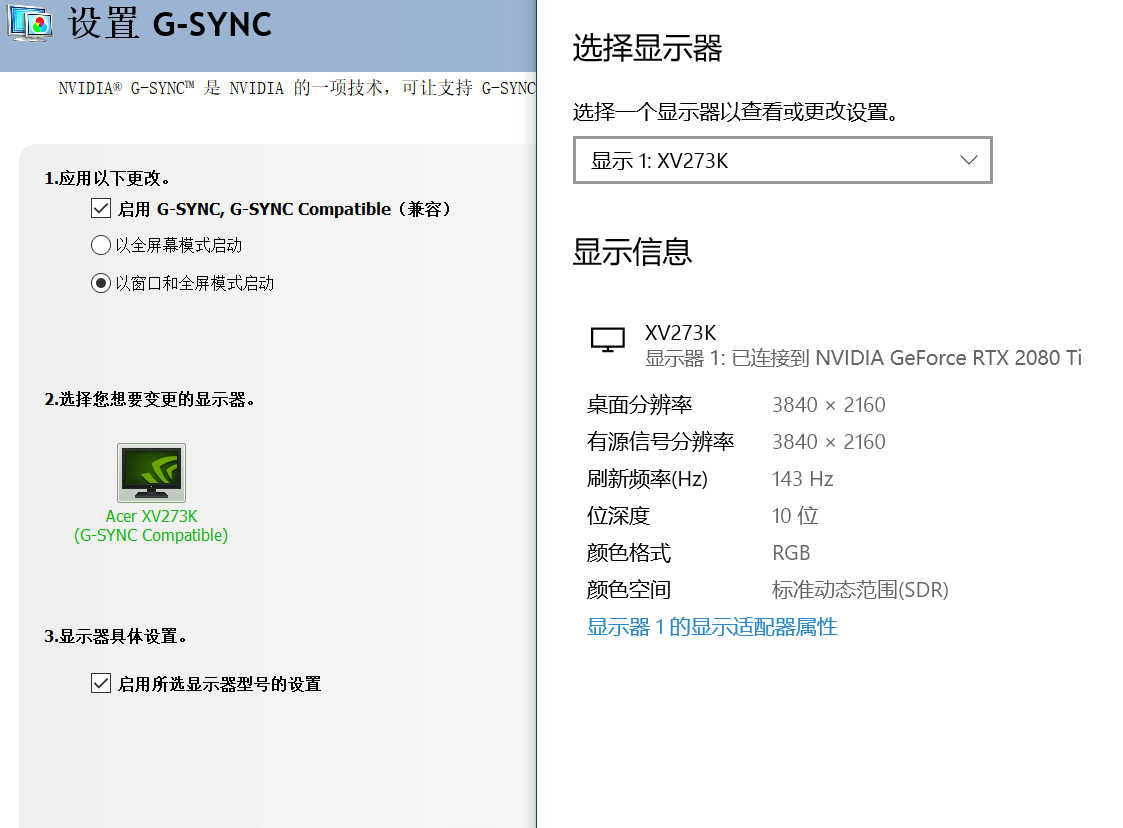 设置 G-SYNC
NVIDIA® G-SYNC™ 是 NVIDIA 的一项技术，可让支持 G-SYNC
1.应用以下更改。
启用 G-SYNC, G-SYNC Compatible（兼容）
以全屏幕模式启动
以窗口和全屏模式启动
2.选择您想要变更的显示器。
Acer XV273K
(G-SYNC Compatible)
3.显示器具体设置。
启用所选显示器型号的设置
选择显示器
选择一个显示器以查看或更改设置。
显示 1: XV273K
显示信息
XV273K
显示器 1: 已连接到 NVIDIA GeForce RTX 2080 Ti
桌面分辨率 3840 × 2160
有源信号分辨率 3840 × 2160
刷新频率(Hz) 143 Hz
位深度 10 位
颜色格式 RGB
颜色空间 标准动态范围(SDR)
显示器 1 的显示适配器属性